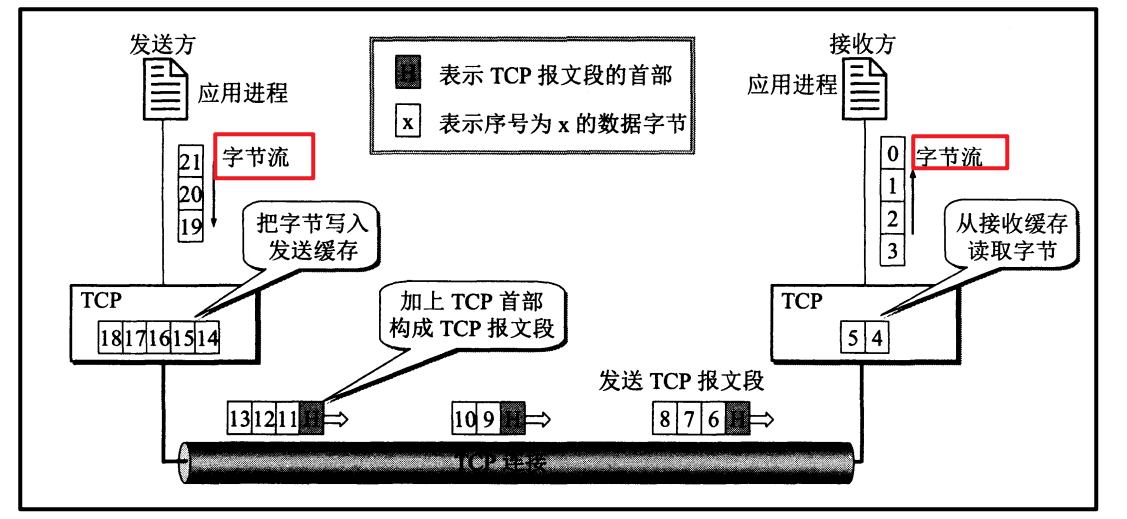 发送方
应用进程
21 字节流
20
19
H 表示 TCP 报文段的首部
x 表示序号为 x 的数据字节
接收方
应用进程
0 字节流
1
2
3
把字节写入
发送缓存
从接收缓存
读取字节
TCP
18 17 16 15 14
加上 TCP 首部
构成 TCP 报文段
TCP
5 4
发送 TCP 报文段
13 12 11 H
10 9 H
8 7 6 H
TCP 连接